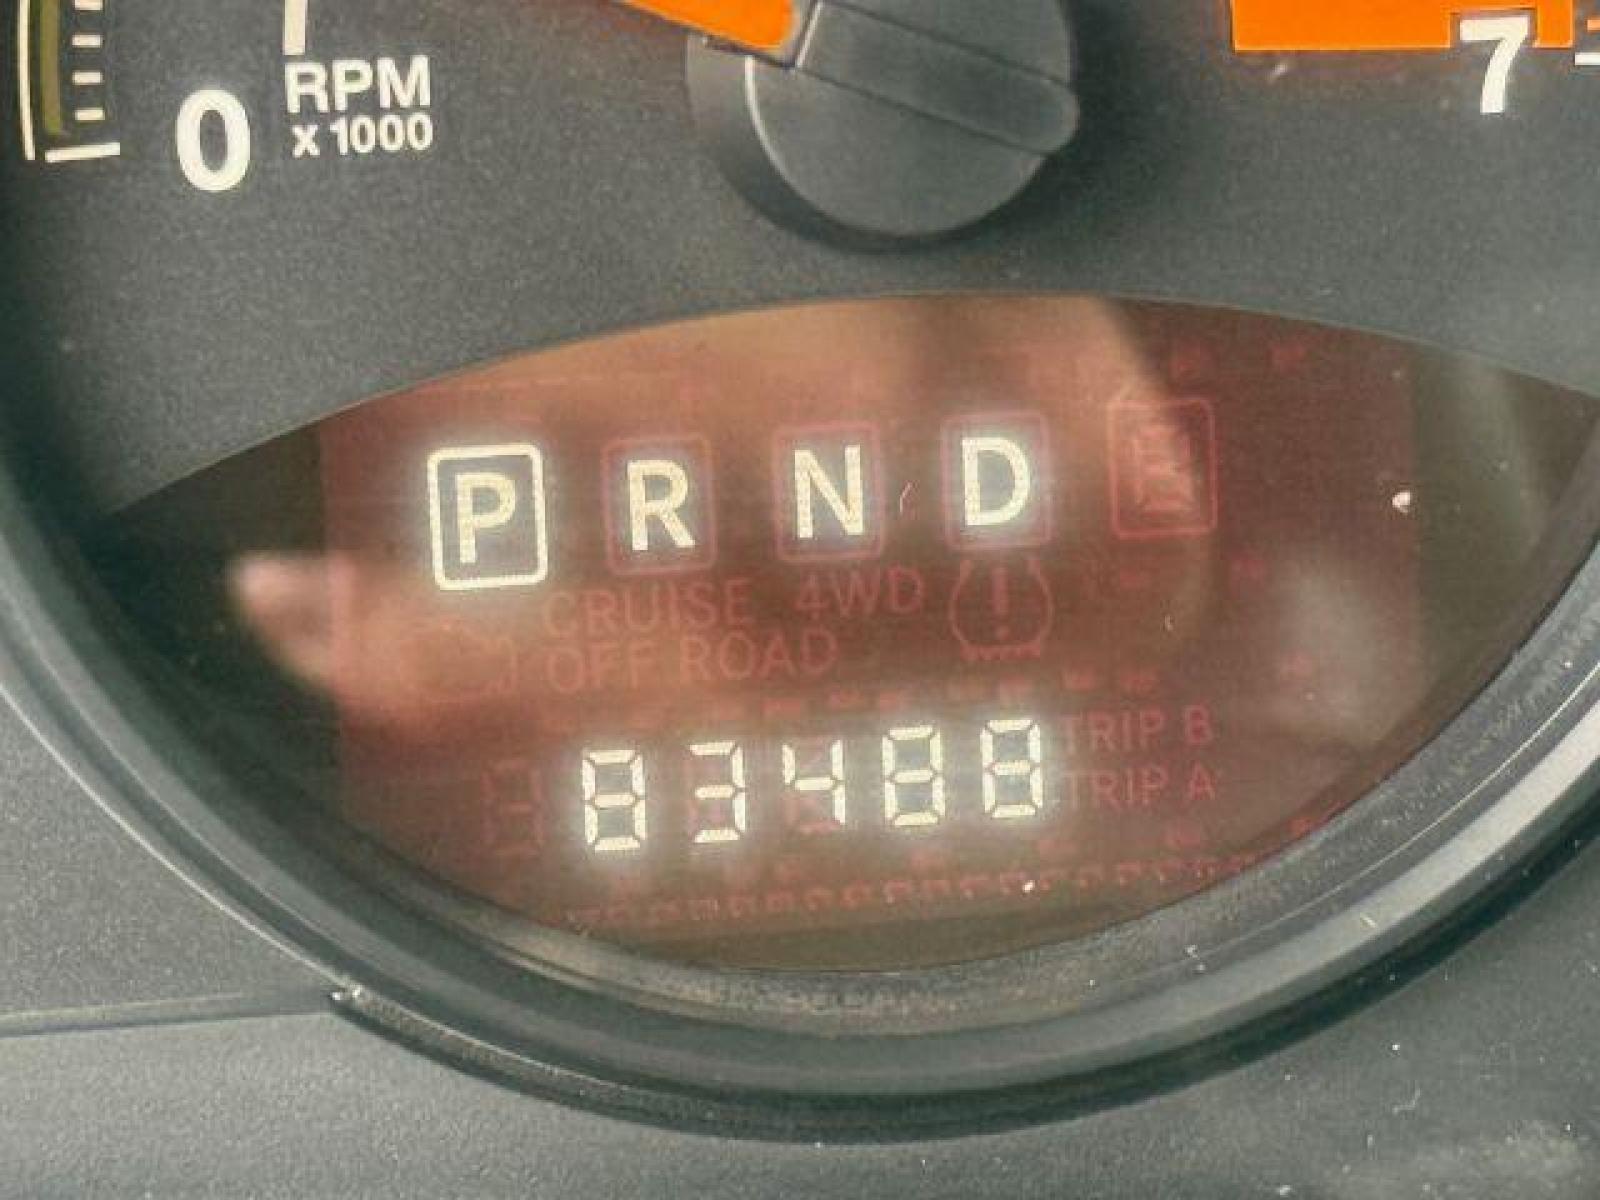 RPM
x 1000
0
7
P R N D
CRUISE 4WD
OFF ROAD
83488
TRIP B
TRIP A